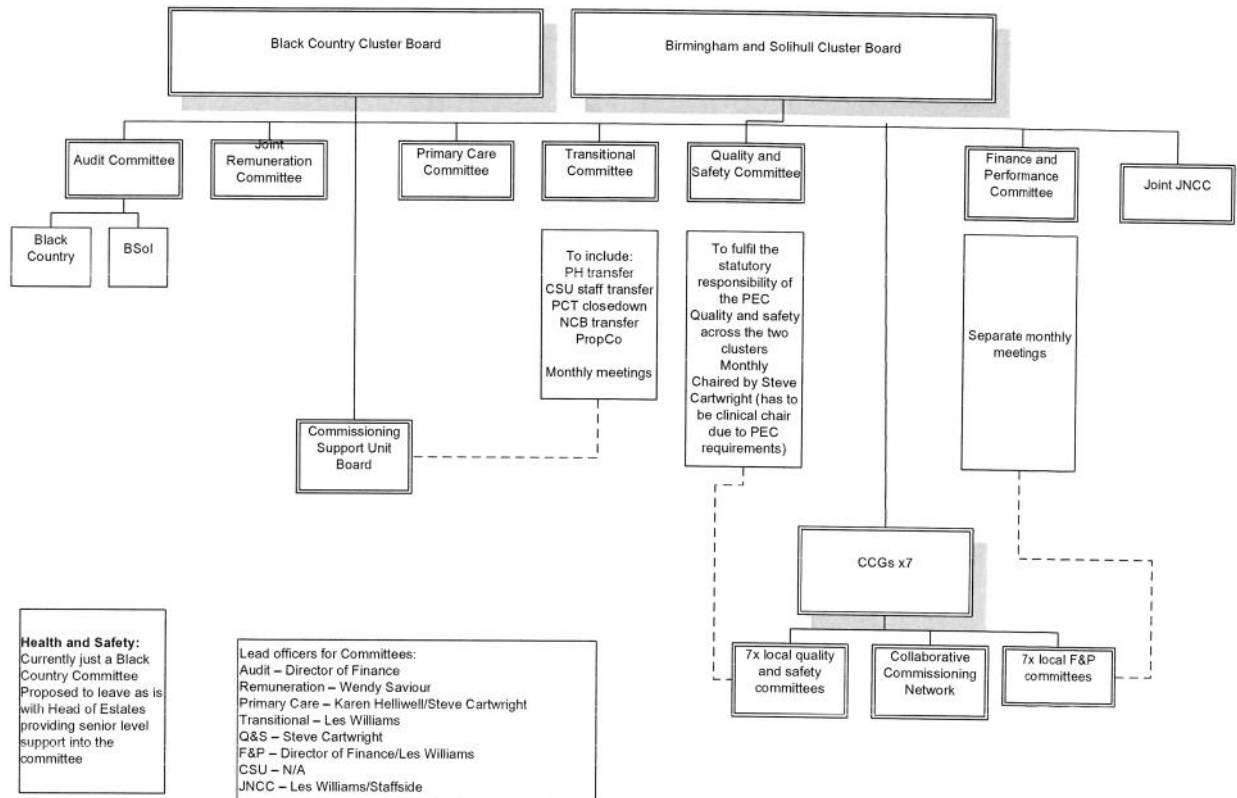 Black Country Cluster Board
Birmingham and Solihull Cluster Board
Audit Committee
Joint
Remuneration
Committee
Primary Care
Committee
Transitional
Committee
Quality and
Safety Committee
Finance and
Performance
Committee
Joint JNCC
Black
Country
BSol
To include:
PH transfer
CSU staff transfer
PCT closedown
NCB transfer
PropCo
Monthly meetings
To fulfil the
statutory
responsibility of
the PEC
Quality and safety
across the two
clusters
Monthly
Chaired by Steve
Cartwright (has to
be clinical chair
due to PEC
requirements)
Separate monthly
meetings
Commissioning
Support Unit
Board
CCGs x7
7x local quality
and safety
committees
Collaborative
Commissioning
Network
7x local F&P
committees
Health and Safety:
Currently just a Black
Country Committee
Proposed to leave as is
with Head of Estates
providing senior level
support into the
committee
Lead officers for Committees:
Audit – Director of Finance
Remuneration – Wendy Saviour
Primary Care – Karen Helliwell/Steve Cartwright
Transitional – Les Williams
Q&S – Steve Cartwright
F&P – Director of Finance/Les Williams
CSU – N/A
JNCC – Les Williams/Staffside